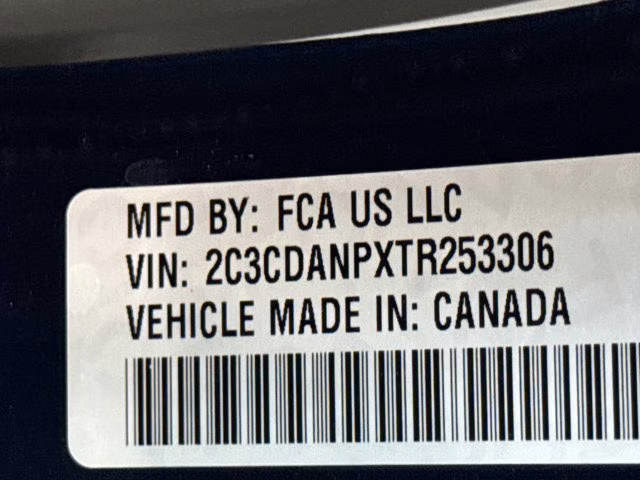 MFD BY: FCA US LLC
VIN: 2C3CDANPXTR253306
VEHICLE MADE IN: CANADA